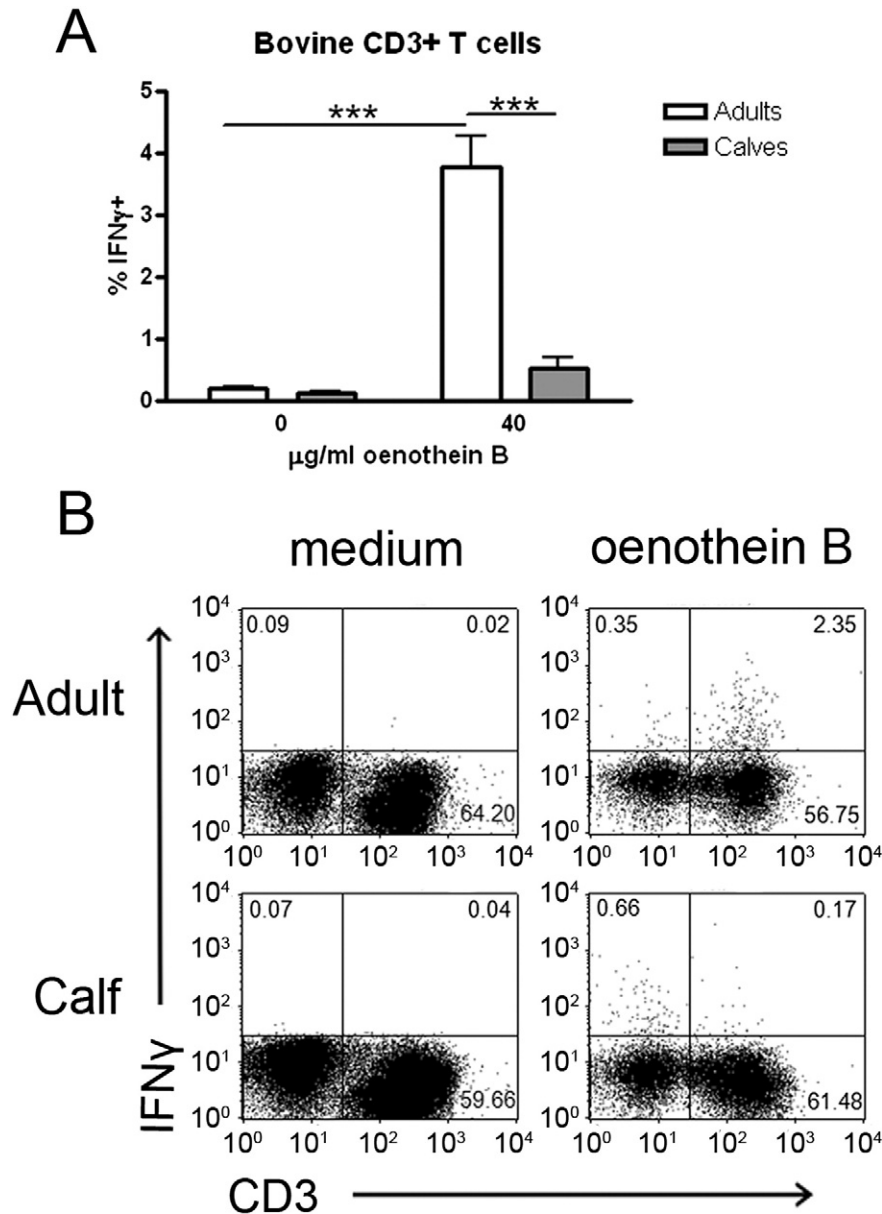 A
Bovine CD3+ T cells
5
4
3
2
1
0
% IFNγ+
*** ***
Adults
Calves
0 40
μg/ml oenothein B
B
medium oenothein B
Adult
10⁴ 0.09 0.02 10⁴ 0.35 2.35
10³ 10³
10² 10²
10¹ 10¹
64.20 56.75
10⁰ 10⁰
10⁰ 10¹ 10² 10³ 10⁴ 10⁰ 10¹ 10² 10³ 10⁴
Calf
10⁴ 0.07 0.04 10⁴ 0.66 0.17
10³ 10³
10² 10²
10¹ 10¹
59.66 61.48
10⁰ 10⁰
10⁰ 10¹ 10² 10³ 10⁴ 10⁰ 10¹ 10² 10³ 10⁴
IFNγ
CD3